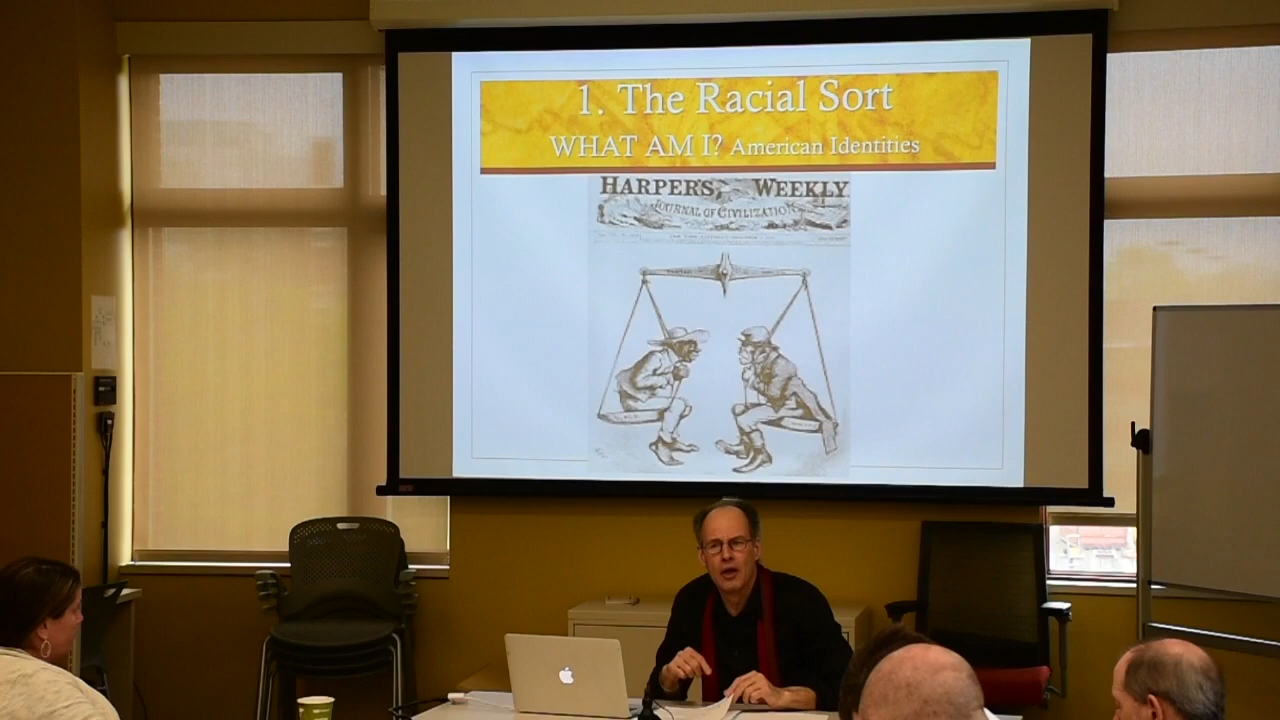 1. The Racial Sort
WHAT AM I? American Identities
HARPER'S WEEKLY
JOURNAL OF CIVILIZATION